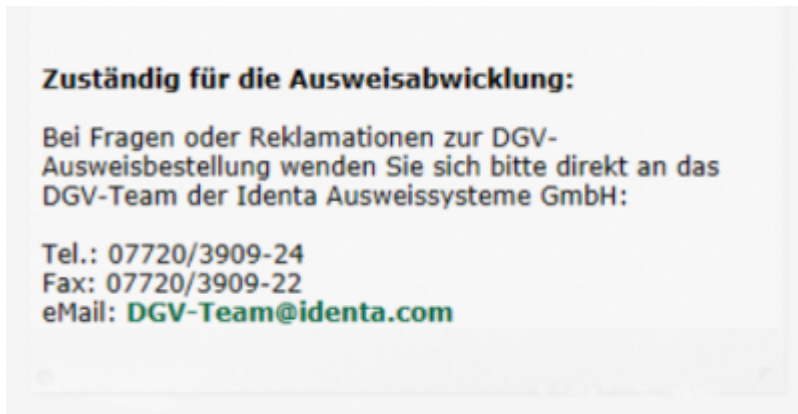 Zuständig für die Ausweisabwicklung:
Bei Fragen oder Reklamationen zur DGV-
Ausweisbestellung wenden Sie sich bitte direkt an das
DGV-Team der Identa Ausweissysteme GmbH:
Tel.: 07720/3909-24
Fax: 07720/3909-22
eMail: DGV-Team@identa.com